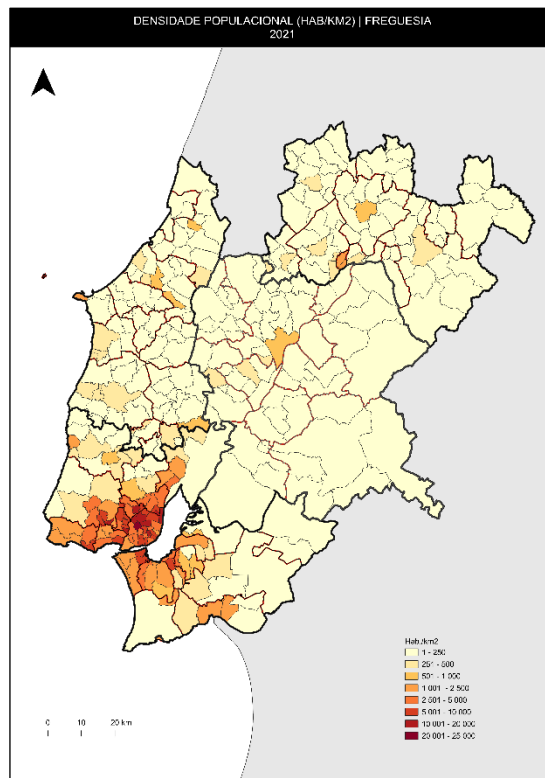 DENSIDADE POPULACIONAL (HAB/KM2) | FREGUESIA
2021
Hab./km2
1 - 250
251 - 500
501 - 1 000
1 001 - 2 500
2 501 - 5 000
5 001 - 10 000
10 001 - 20 000
20 001 - 25 000
0 10 20 km